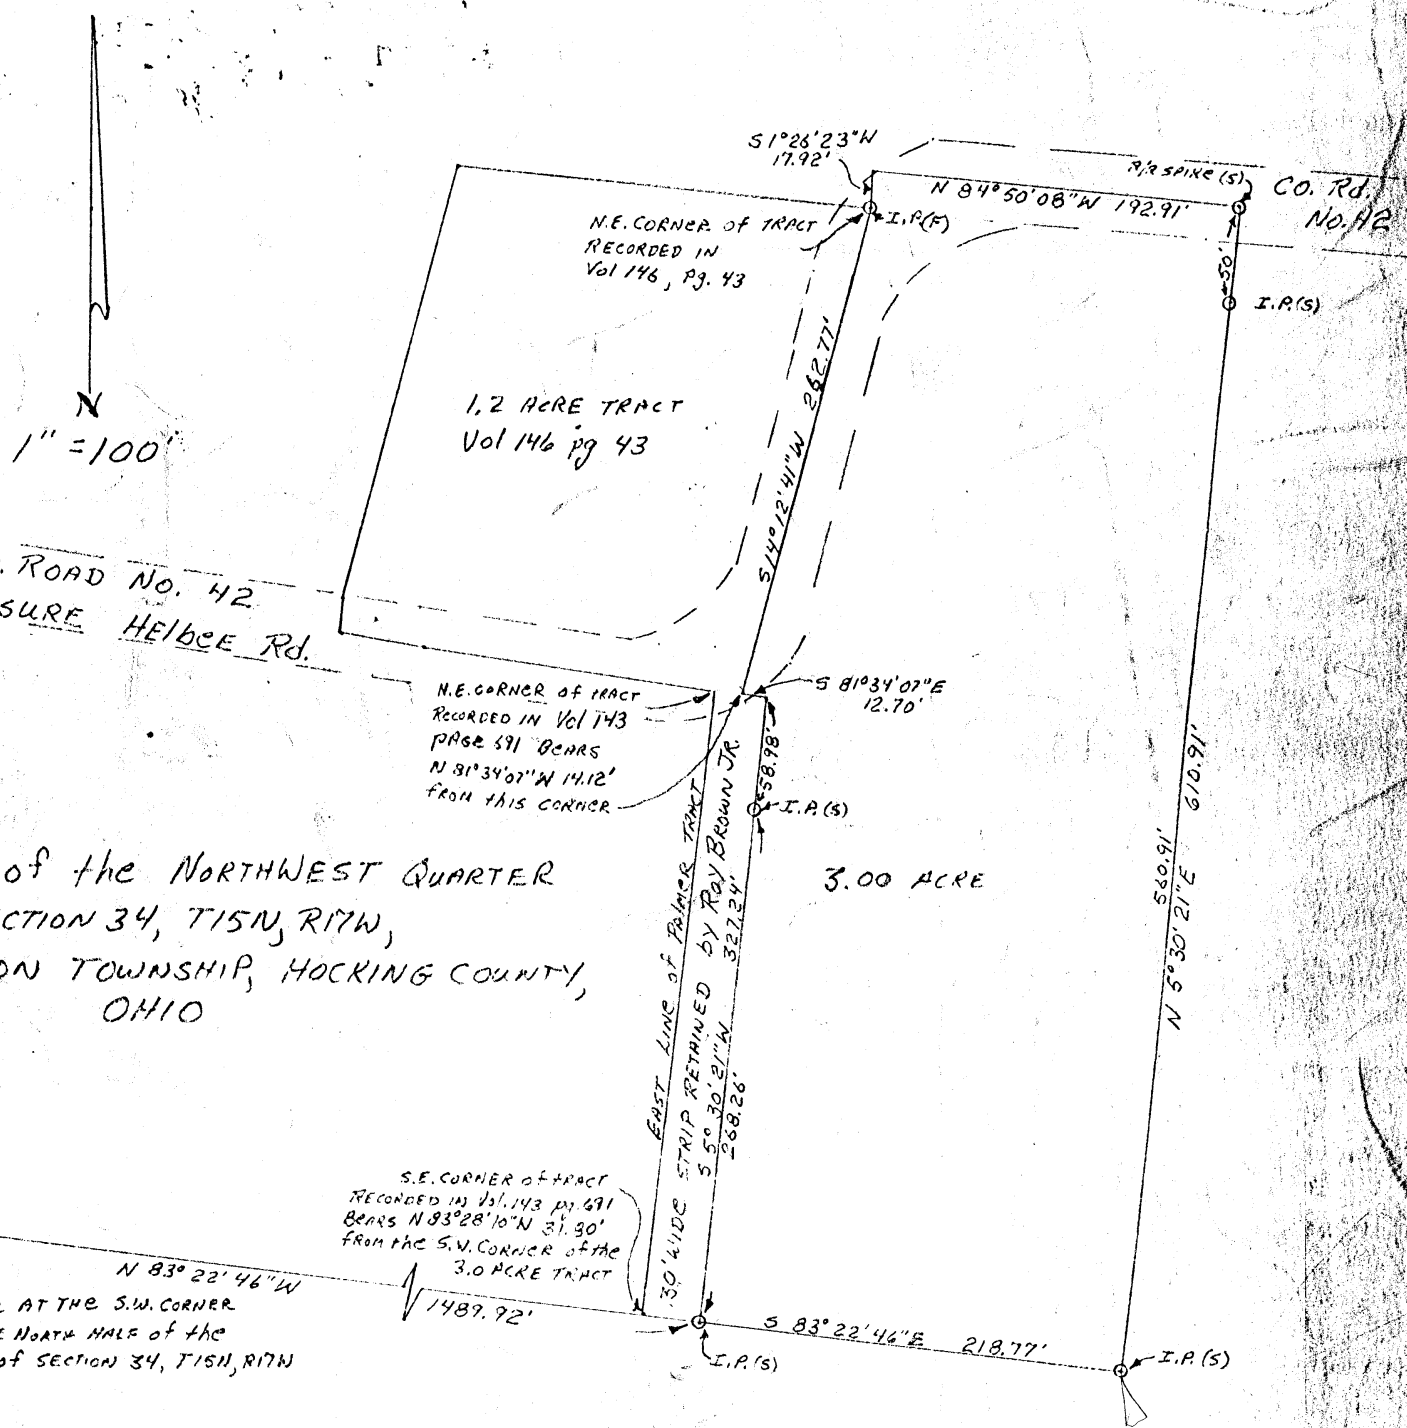 S 1°26'23"W
17.92'
N 84°50'08"W 192.91'
R/R SPIKE (S)
CO. Rd.
No. 42
N.E. CORNER of TRACT
RECORDED IN
Vol 146, pg. 43
I.P.(F)
50'
I.P.(S)
1.2 ACRE TRACT
Vol 146 pg 43
S 14°12'41"W 262.77'
N
1" = 100'
ROAD No. 42
HElbEE Rd.
N.E. CORNER of TRACT
RECORDED IN Vol 143
PAGE 691 BEARS
N 81°34'07"W 14.12'
from this CORNER
S 81°34'07"E
12.70'
58.98'
I.P.(S)
EAST LINE of PALMER TRACT
30' WIDE STRIP RETAINED by ROY BROWN JR.
S 5°30'21"W 327.24'
268.26'
3.00 ACRE
560.91'
N 5°30'21"E 610.91'
of the NORTHWEST QUARTER
CTION 34, T15N, R17W,
ON TOWNSHIP, HOCKING COUNTY,
OHIO
S.E. CORNER of tRACT
RECORDED IN Vol. 143 pg. 691
BEARS N 83°28'10"W
from the S.W. CORNER of the
3.0 ACRE TRACT
N 83°22'46"W
1489.92'
AT THE S.W. CORNER
NORTH HALF of the
of SECTION 34, T15N, R17W
S 83°22'46"E 218.77'
I.P.(S)
I.P.(S)